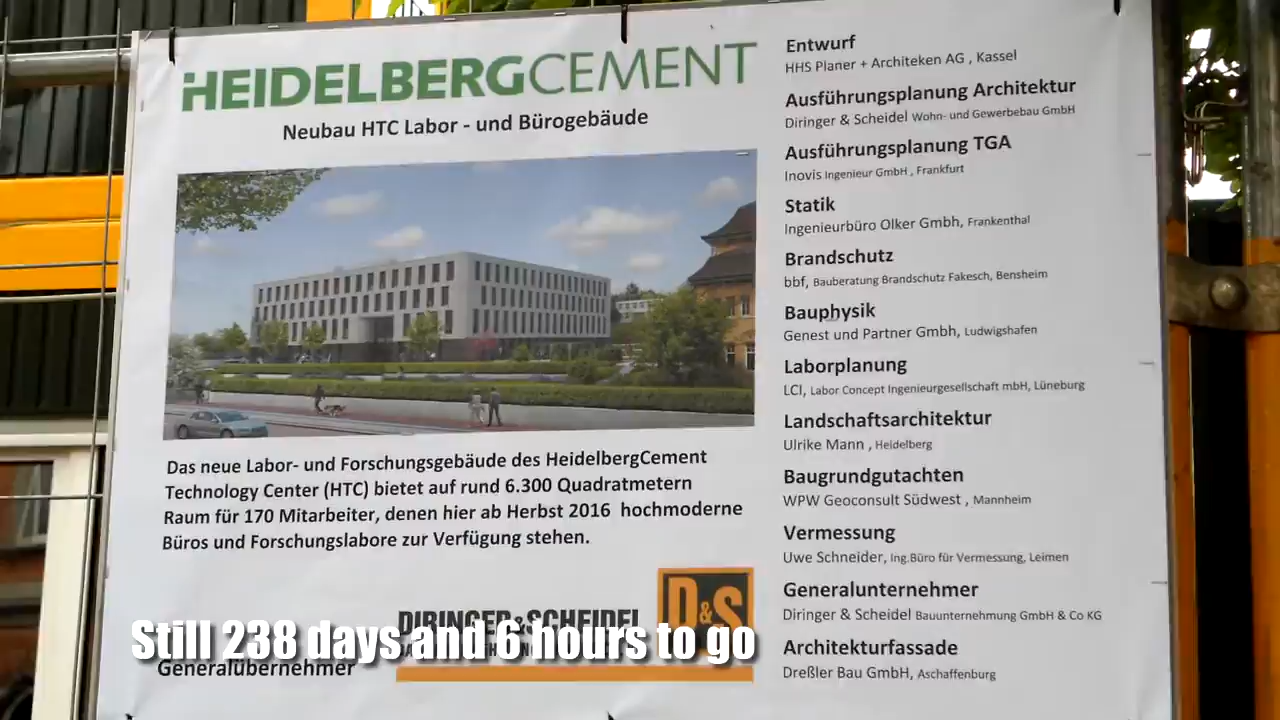 HEIDELBERGCEMENT
Neubau HTC Labor - und Bürogebäude
Das neue Labor- und Forschungsgebäude des HeidelbergCement
Technology Center (HTC) bietet auf rund 6.300 Quadratmetern
Raum für 170 Mitarbeiter, denen hier ab Herbst 2016 hochmoderne
Büros und Forschungslabore zur Verfügung stehen.
DIRINGER&SCHEIDEL
D&S
Still 238 days and 6 hours to go
Generalübernehmer
Entwurf
HHS Planer + Architeken AG , Kassel
Ausführungsplanung Architektur
Diringer & Scheidel Wohn- und Gewerbebau GmbH
Ausführungsplanung TGA
Inovis Ingenieur GmbH , Frankfurt
Statik
Ingenieurbüro Olker Gmbh, Frankenthal
Brandschutz
bbf, Bauberatung Brandschutz Fakesch, Bensheim
Bauphysik
Genest und Partner Gmbh, Ludwigshafen
Laborplanung
LCI, Labor Concept Ingenieurgesellschaft mbH, Lüneburg
Landschaftsarchitektur
Ulrike Mann , Heidelberg
Baugrundgutachten
WPW Geoconsult Südwest , Mannheim
Vermessung
Uwe Schneider, Ing.Büro für Vermessung, Leimen
Generalunternehmer
Diringer & Scheidel Bauunternehmung GmbH & Co KG
Architekturfassade
Dreßler Bau GmbH, Aschaffenburg